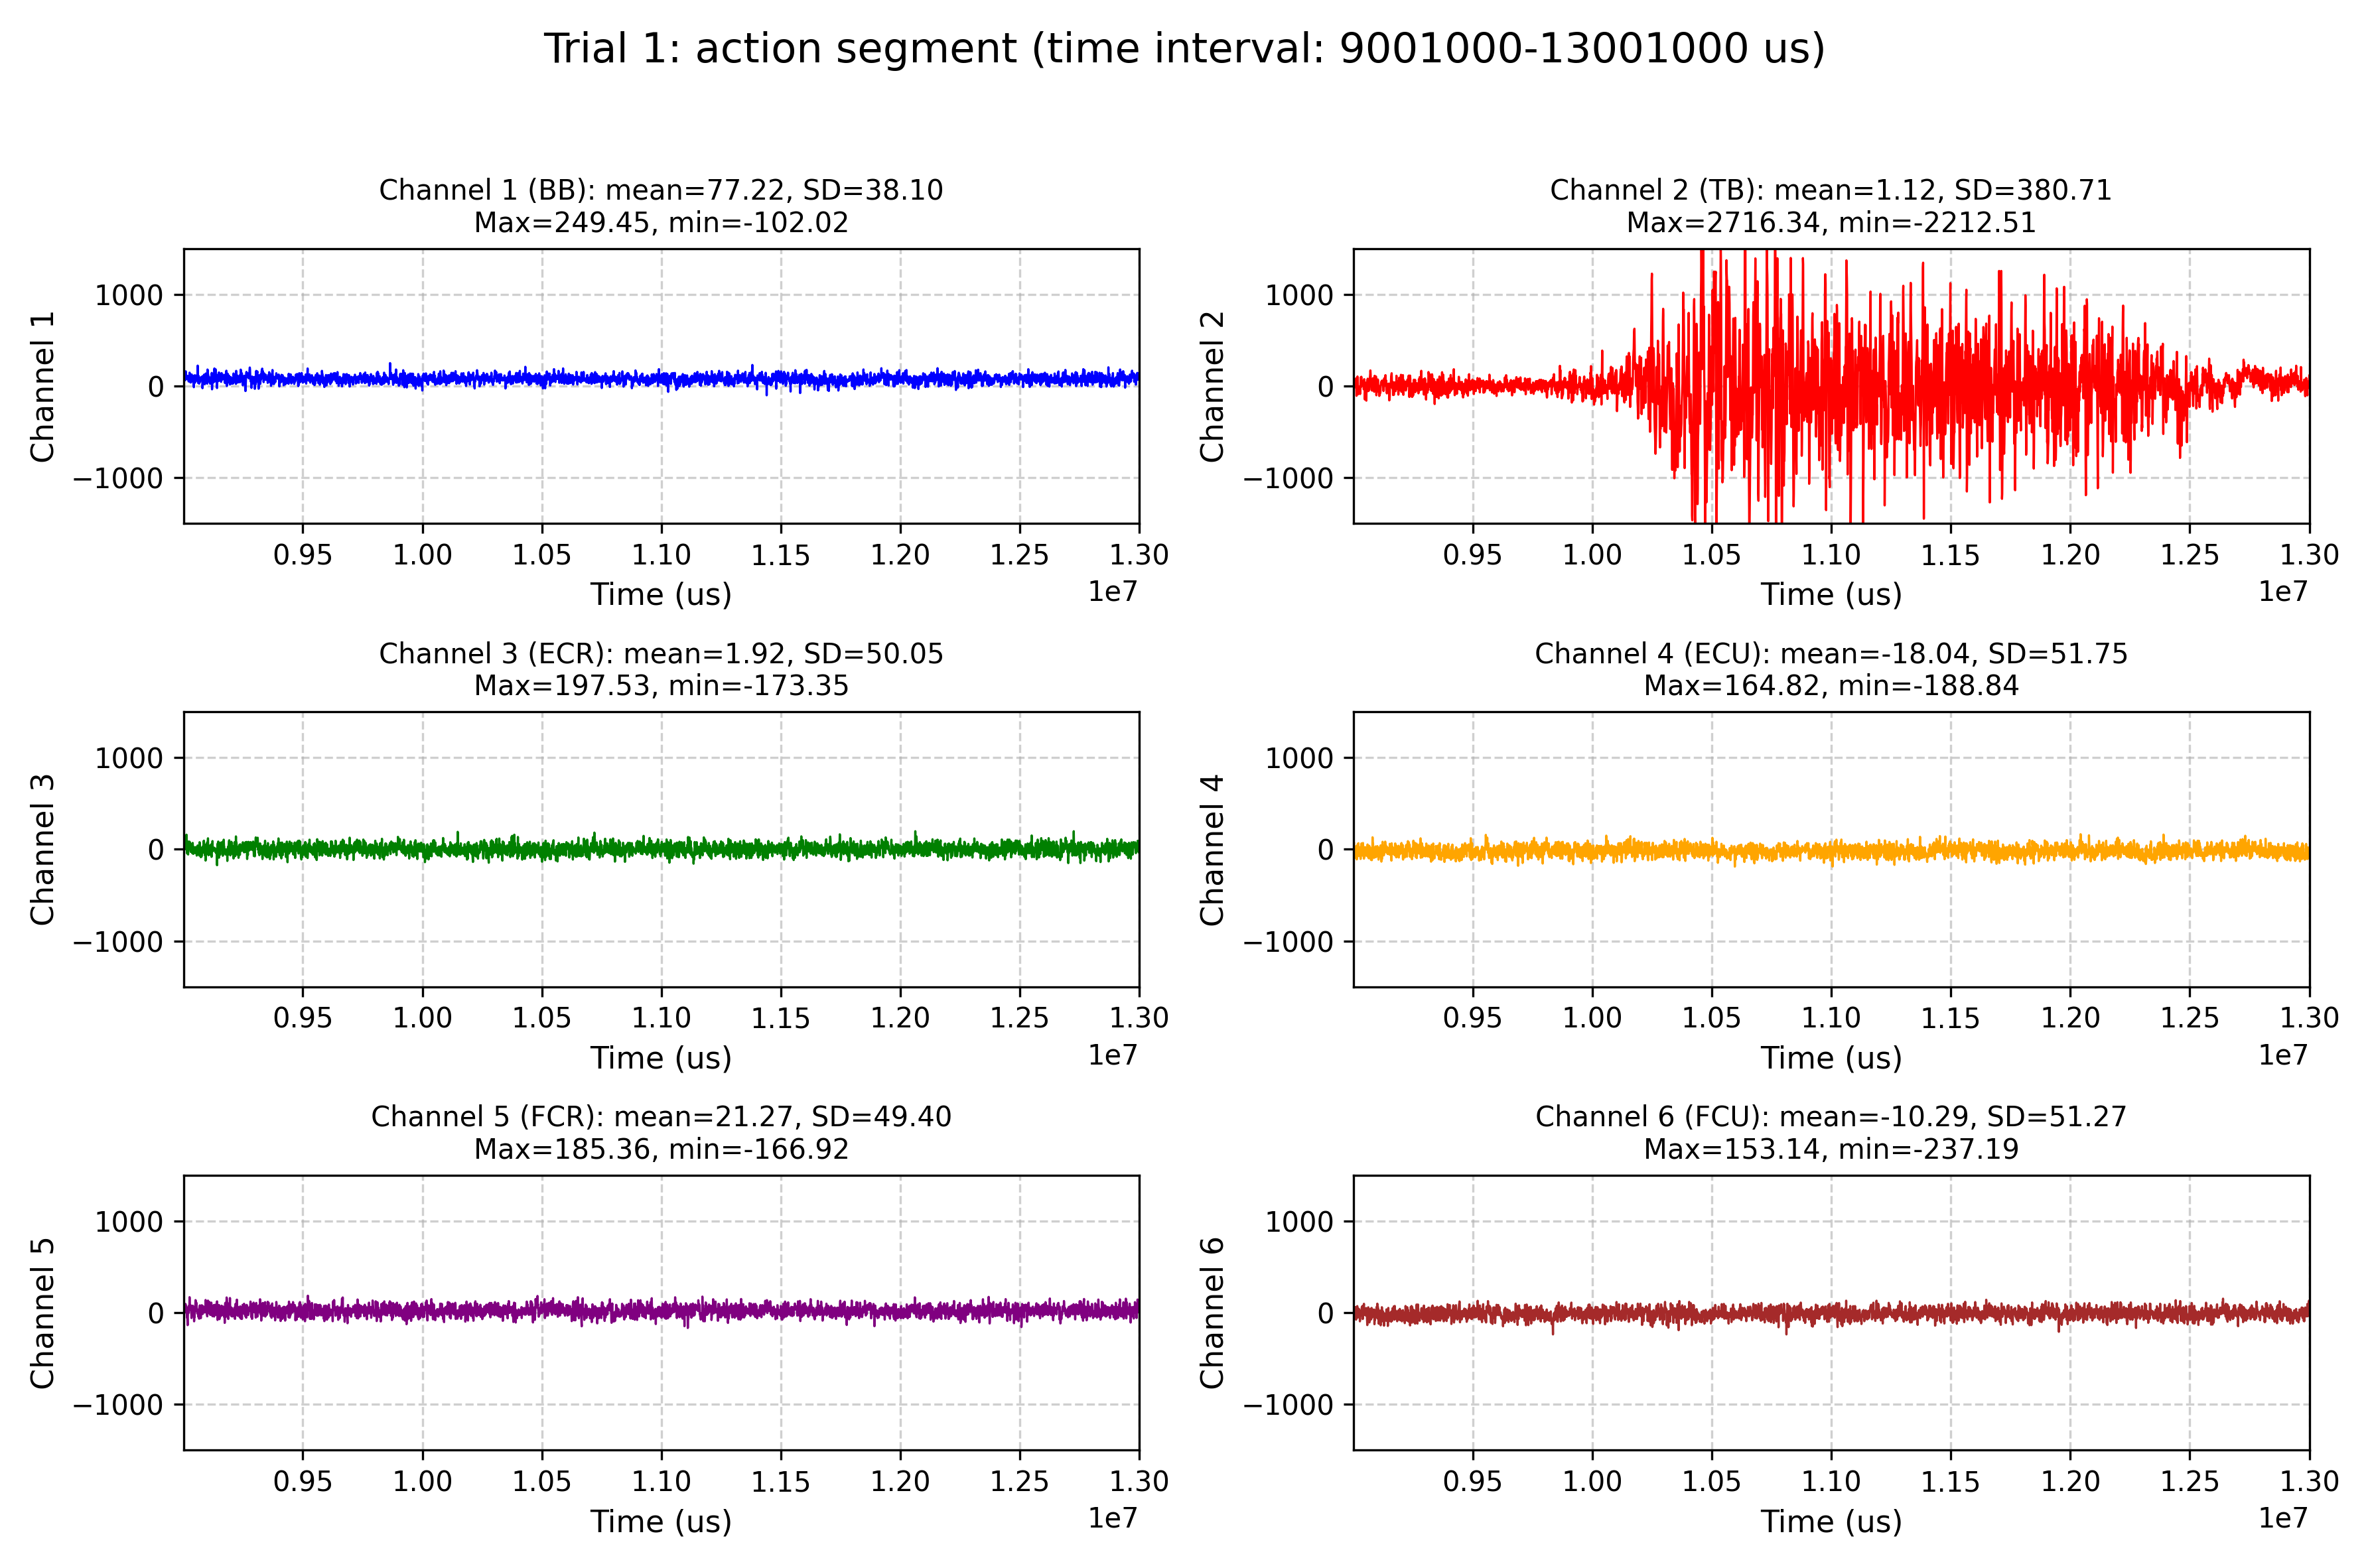 Trial 1: action segment (time interval: 9001000-13001000 us)
Channel 1 (BB): mean=77.22, SD=38.10
Max=249.45, min=-102.02
Channel 1
1000
0
−1000
0.95 1.00 1.05 1.10 1.15 1.20 1.25 1.30
1e7
Time (us)
Channel 2 (TB): mean=1.12, SD=380.71
Max=2716.34, min=-2212.51
Channel 2
1000
0
−1000
0.95 1.00 1.05 1.10 1.15 1.20 1.25 1.30
1e7
Time (us)
Channel 3 (ECR): mean=1.92, SD=50.05
Max=197.53, min=-173.35
Channel 3
1000
0
−1000
0.95 1.00 1.05 1.10 1.15 1.20 1.25 1.30
1e7
Time (us)
Channel 4 (ECU): mean=-18.04, SD=51.75
Max=164.82, min=-188.84
Channel 4
1000
0
−1000
0.95 1.00 1.05 1.10 1.15 1.20 1.25 1.30
1e7
Time (us)
Channel 5 (FCR): mean=21.27, SD=49.40
Max=185.36, min=-166.92
Channel 5
1000
0
−1000
0.95 1.00 1.05 1.10 1.15 1.20 1.25 1.30
1e7
Time (us)
Channel 6 (FCU): mean=-10.29, SD=51.27
Max=153.14, min=-237.19
Channel 6
1000
0
−1000
0.95 1.00 1.05 1.10 1.15 1.20 1.25 1.30
1e7
Time (us)